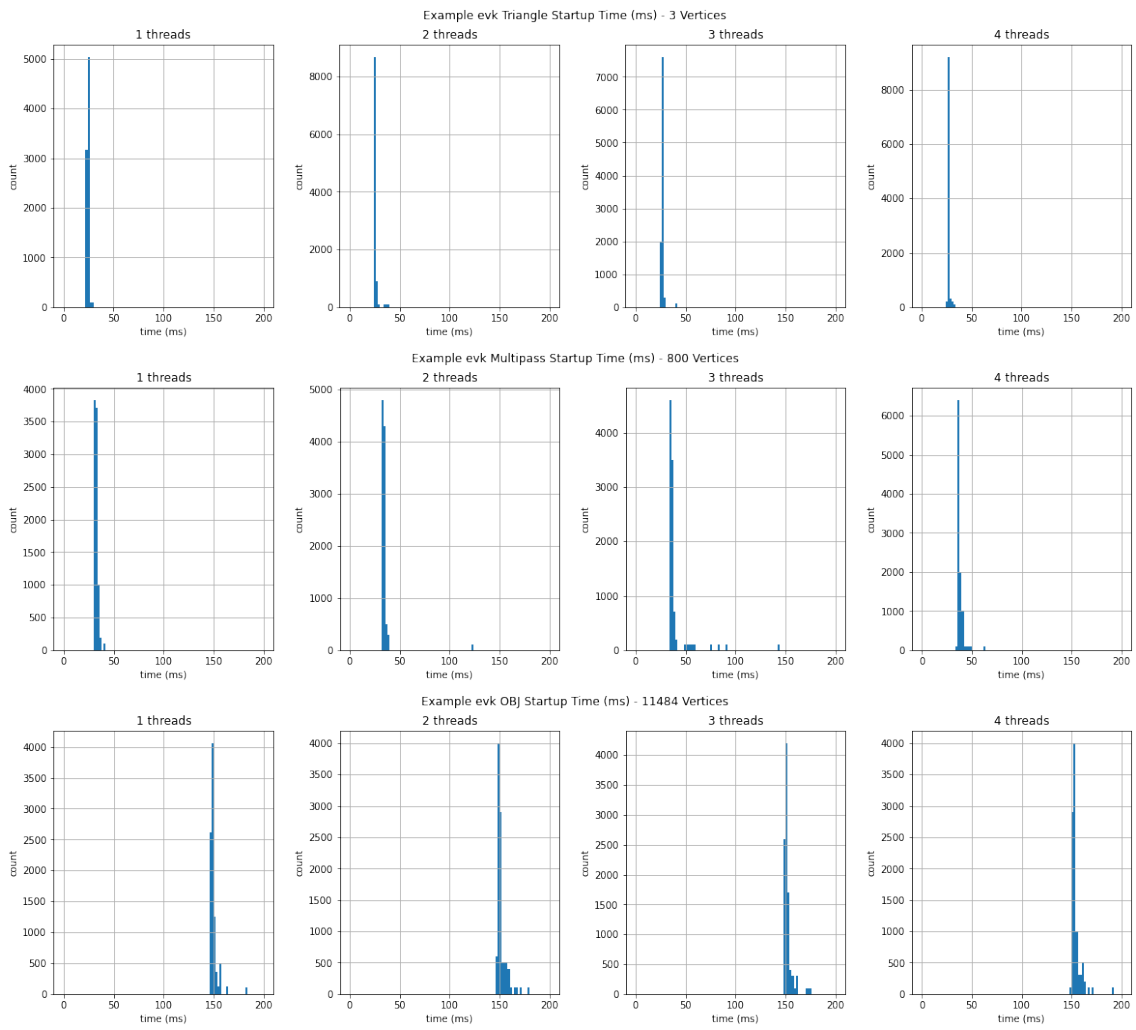 Example evk Triangle Startup Time (ms) - 3 Vertices
1 threads
5000
4000
3000
2000
1000
0
count
0 50 100 150 200
time (ms)
2 threads
8000
6000
4000
2000
0
count
0 50 100 150 200
time (ms)
3 threads
7000
6000
5000
4000
3000
2000
1000
0
count
0 50 100 150 200
time (ms)
4 threads
8000
6000
4000
2000
0
count
0 50 100 150 200
time (ms)
Example evk Multipass Startup Time (ms) - 800 Vertices
1 threads
4000
3500
3000
2500
2000
1500
1000
500
0
count
0 50 100 150 200
time (ms)
2 threads
5000
4000
3000
2000
1000
0
count
0 50 100 150 200
time (ms)
3 threads
4000
3000
2000
1000
0
count
0 50 100 150 200
time (ms)
4 threads
6000
5000
4000
3000
2000
1000
0
count
0 50 100 150 200
time (ms)
Example evk OBJ Startup Time (ms) - 11484 Vertices
1 threads
4000
3500
3000
2500
2000
1500
1000
500
0
count
0 50 100 150 200
time (ms)
2 threads
4000
3500
3000
2500
2000
1500
1000
500
0
count
0 50 100 150 200
time (ms)
3 threads
4000
3500
3000
2500
2000
1500
1000
500
0
count
0 50 100 150 200
time (ms)
4 threads
4000
3500
3000
2500
2000
1500
1000
500
0
count
0 50 100 150 200
time (ms)